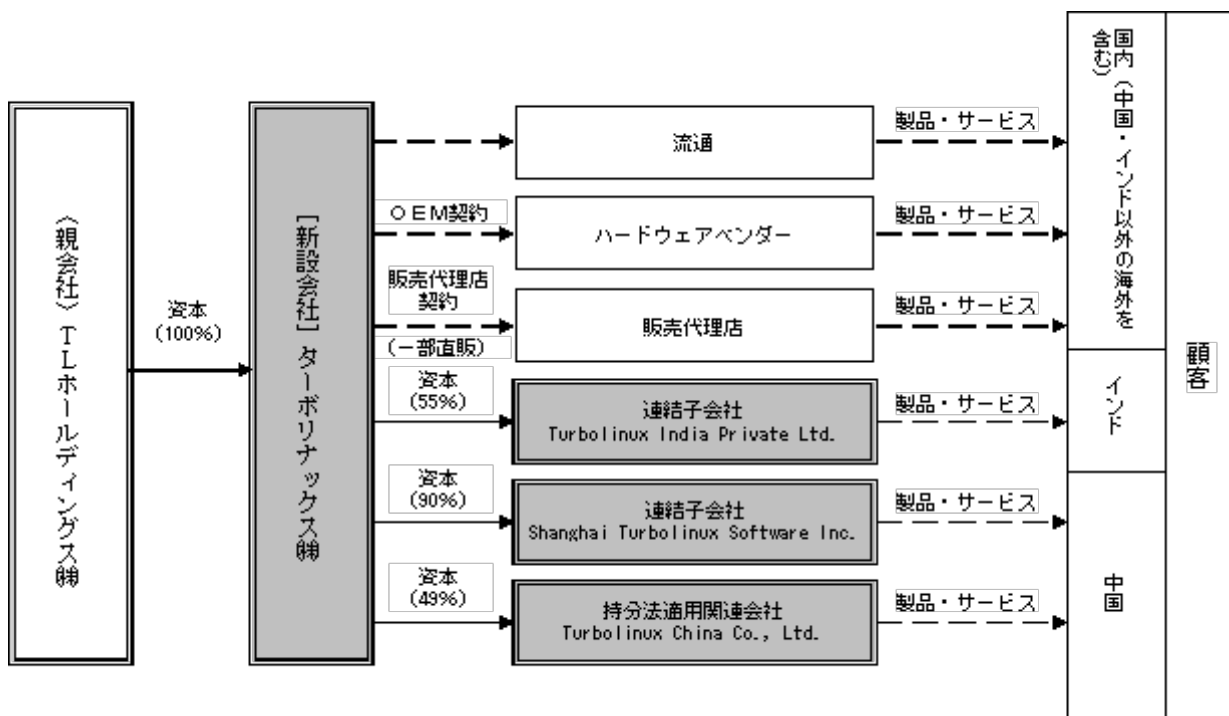 〈親会社〉TLホールディングス㈱
資本
(100%)
[新設会社] ターボリナックス㈱
流通
製品・サービス
OEM契約
ハードウェアベンダー
製品・サービス
販売代理店
契約
(一部直販)
販売代理店
製品・サービス
国内(中国・インド以外の海外を
含む)
資本
(55%)
連結子会社
Turbolinux India Private Ltd.
製品・サービス
インド
資本
(90%)
連結子会社
Shanghai Turbolinux Software Inc.
製品・サービス
資本
(49%)
持分法適用関連会社
Turbolinux China Co., Ltd.
製品・サービス
中国
顧客